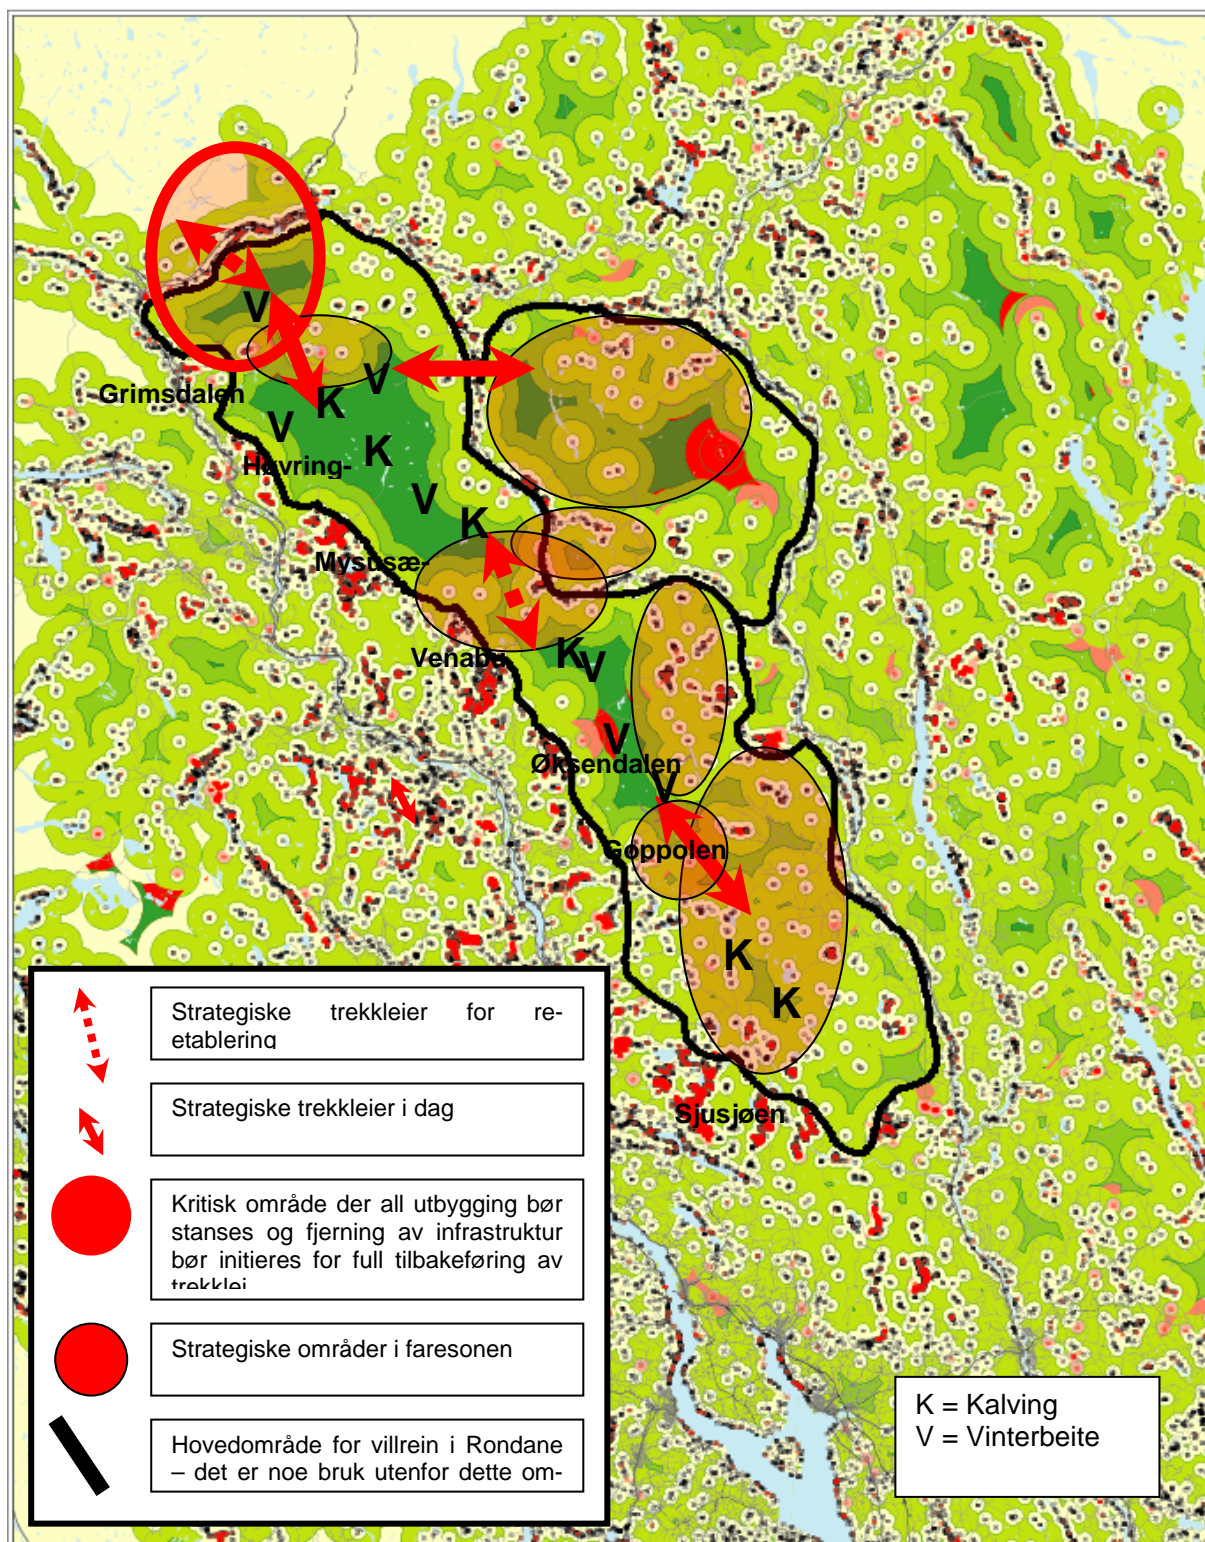 V
Grimsdalen
V
K
V
Høvring-
K
V
K
Mysusæ-
Venabu
K
V
V
Øksendalen
V
Goppolen
K
K
Sjusjøen
Strategiske trekkleier for re-
etablering
Strategiske trekkleier i dag
Kritisk område der all utbygging bør
stanses og fjerning av infrastruktur
bør initieres for full tilbakeføring av
trekklei
Strategiske områder i faresonen
Hovedområde for villrein i Rondane
– det er noe bruk utenfor dette om-
K = Kalving
V = Vinterbeite